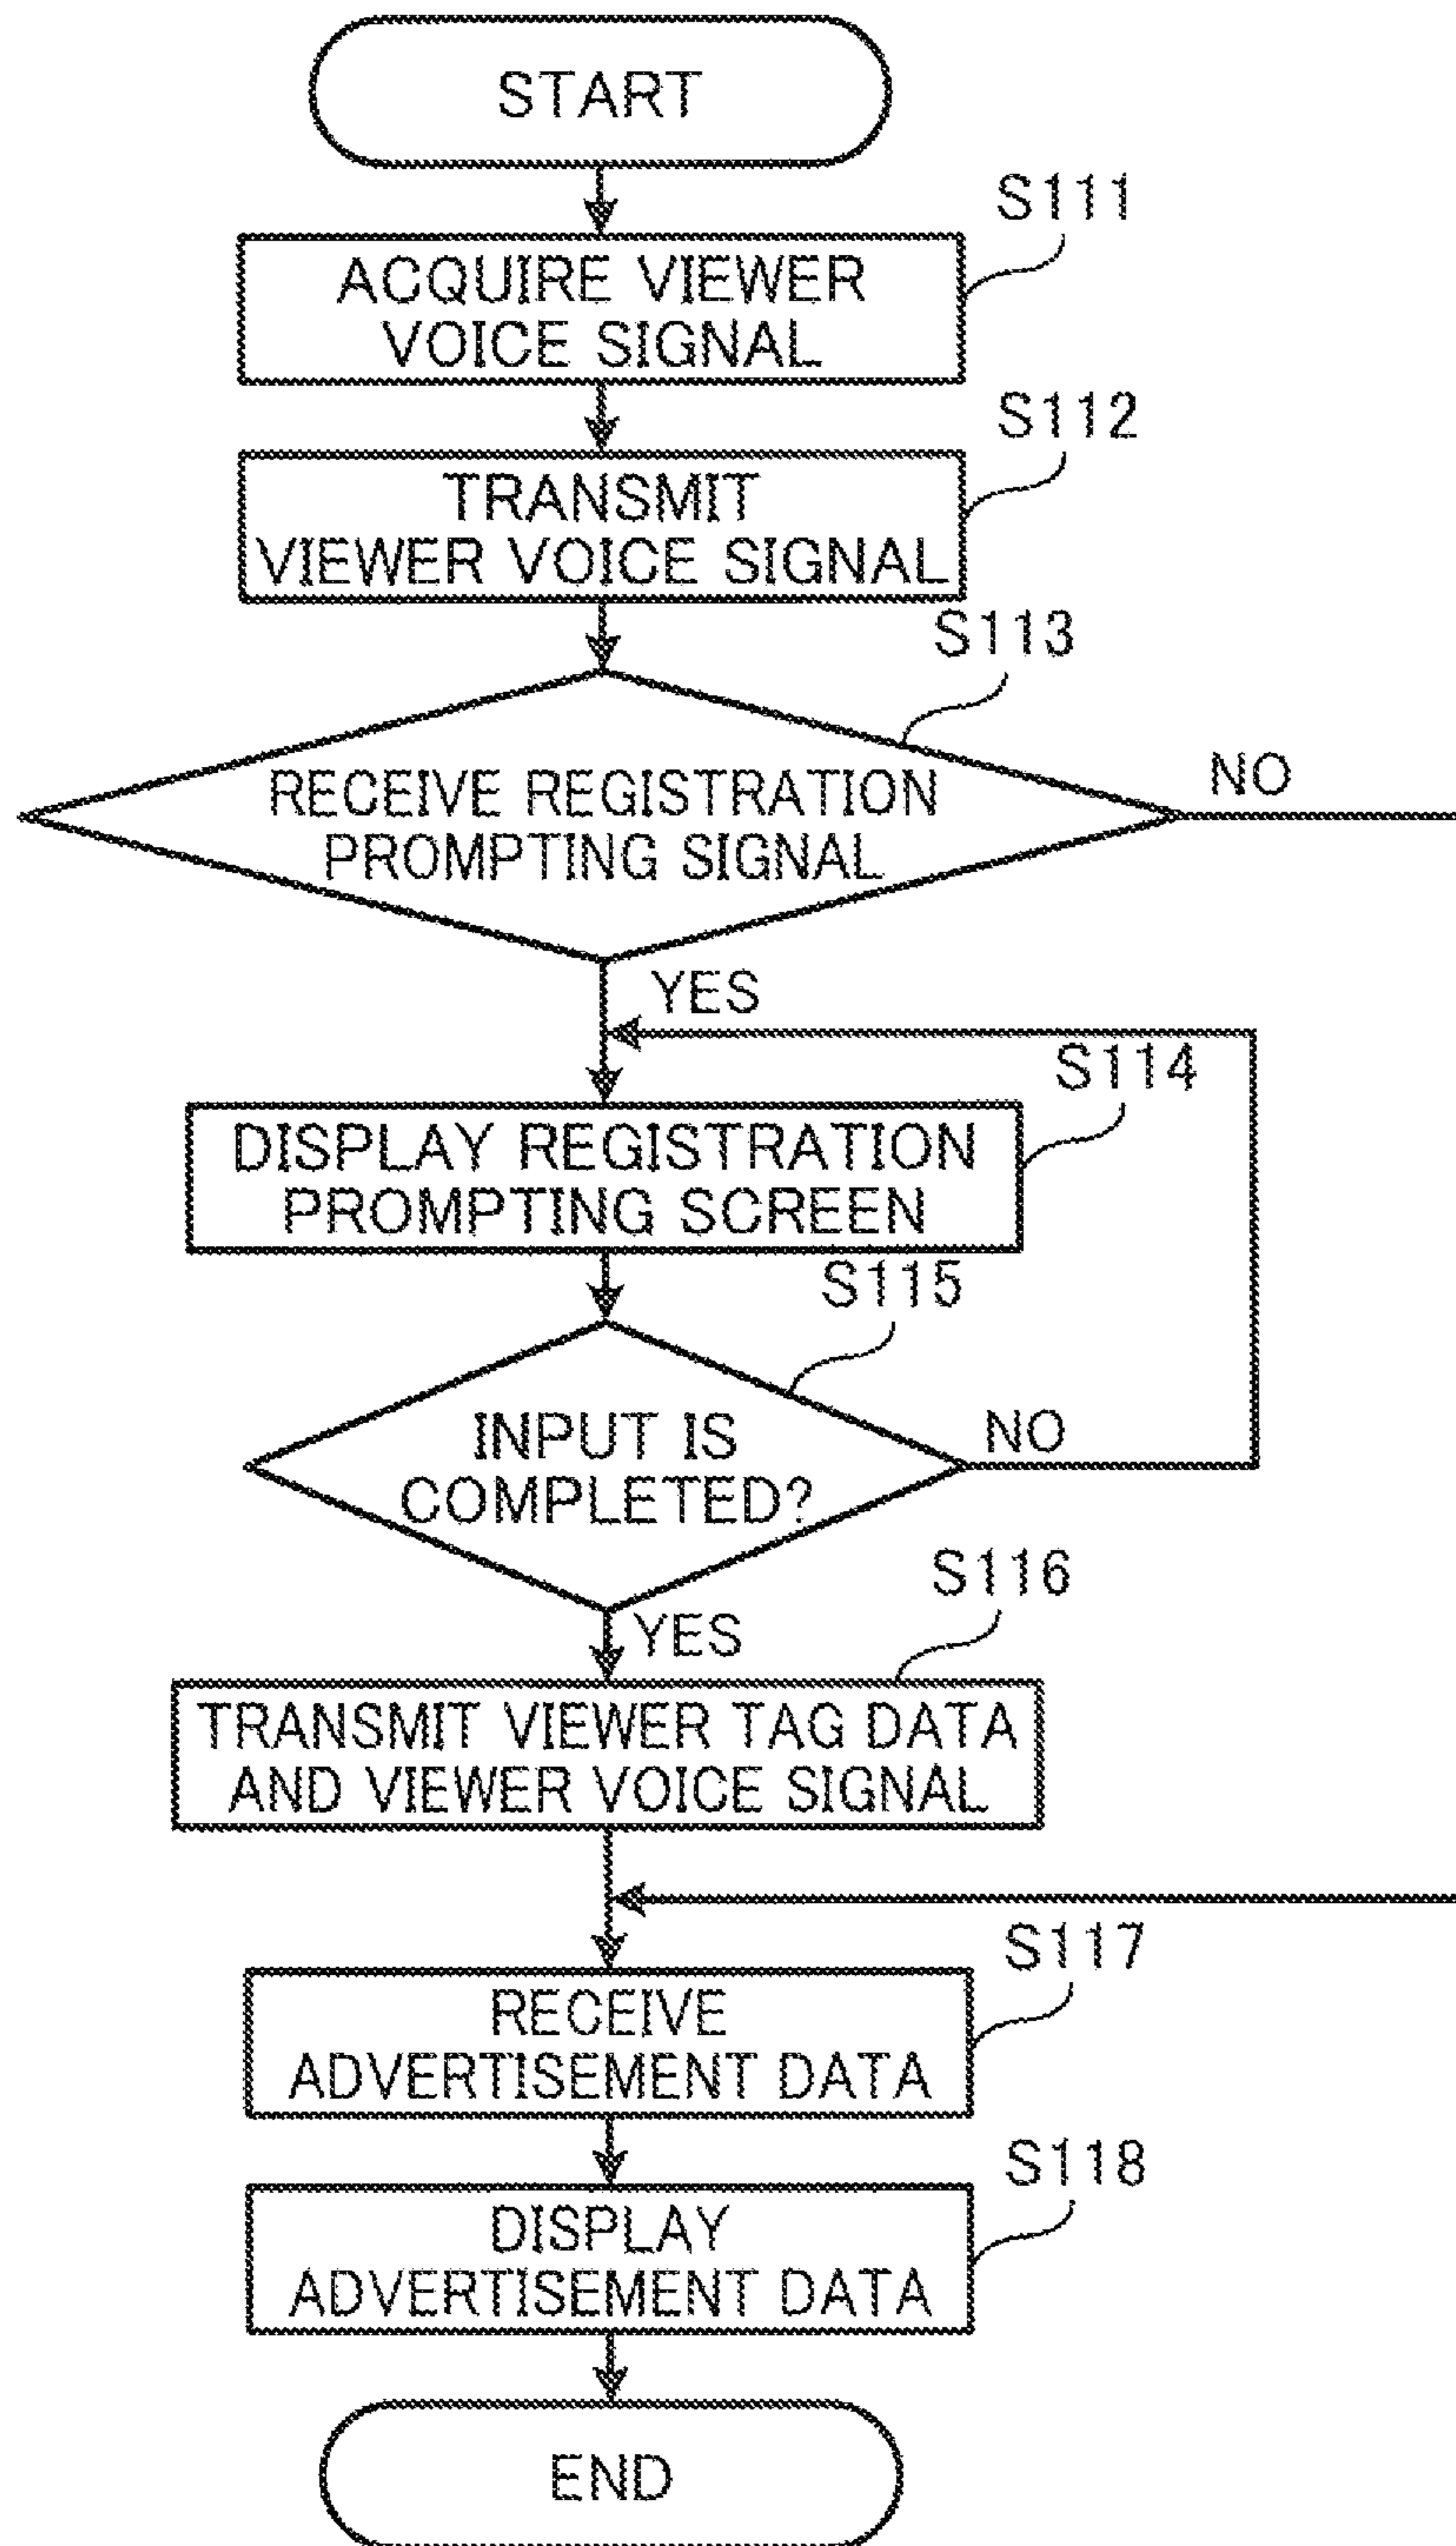 START
S111
ACQUIRE VIEWER
VOICE SIGNAL
S112
TRANSMIT
VIEWER VOICE SIGNAL
S113
RECEIVE REGISTRATION
PROMPTING SIGNAL
NO
YES
S114
DISPLAY REGISTRATION
PROMPTING SCREEN
S115
INPUT IS
COMPLETED?
NO
YES
S116
TRANSMIT VIEWER TAG DATA
AND VIEWER VOICE SIGNAL
S117
RECEIVE
ADVERTISEMENT DATA
S118
DISPLAY
ADVERTISEMENT DATA
END